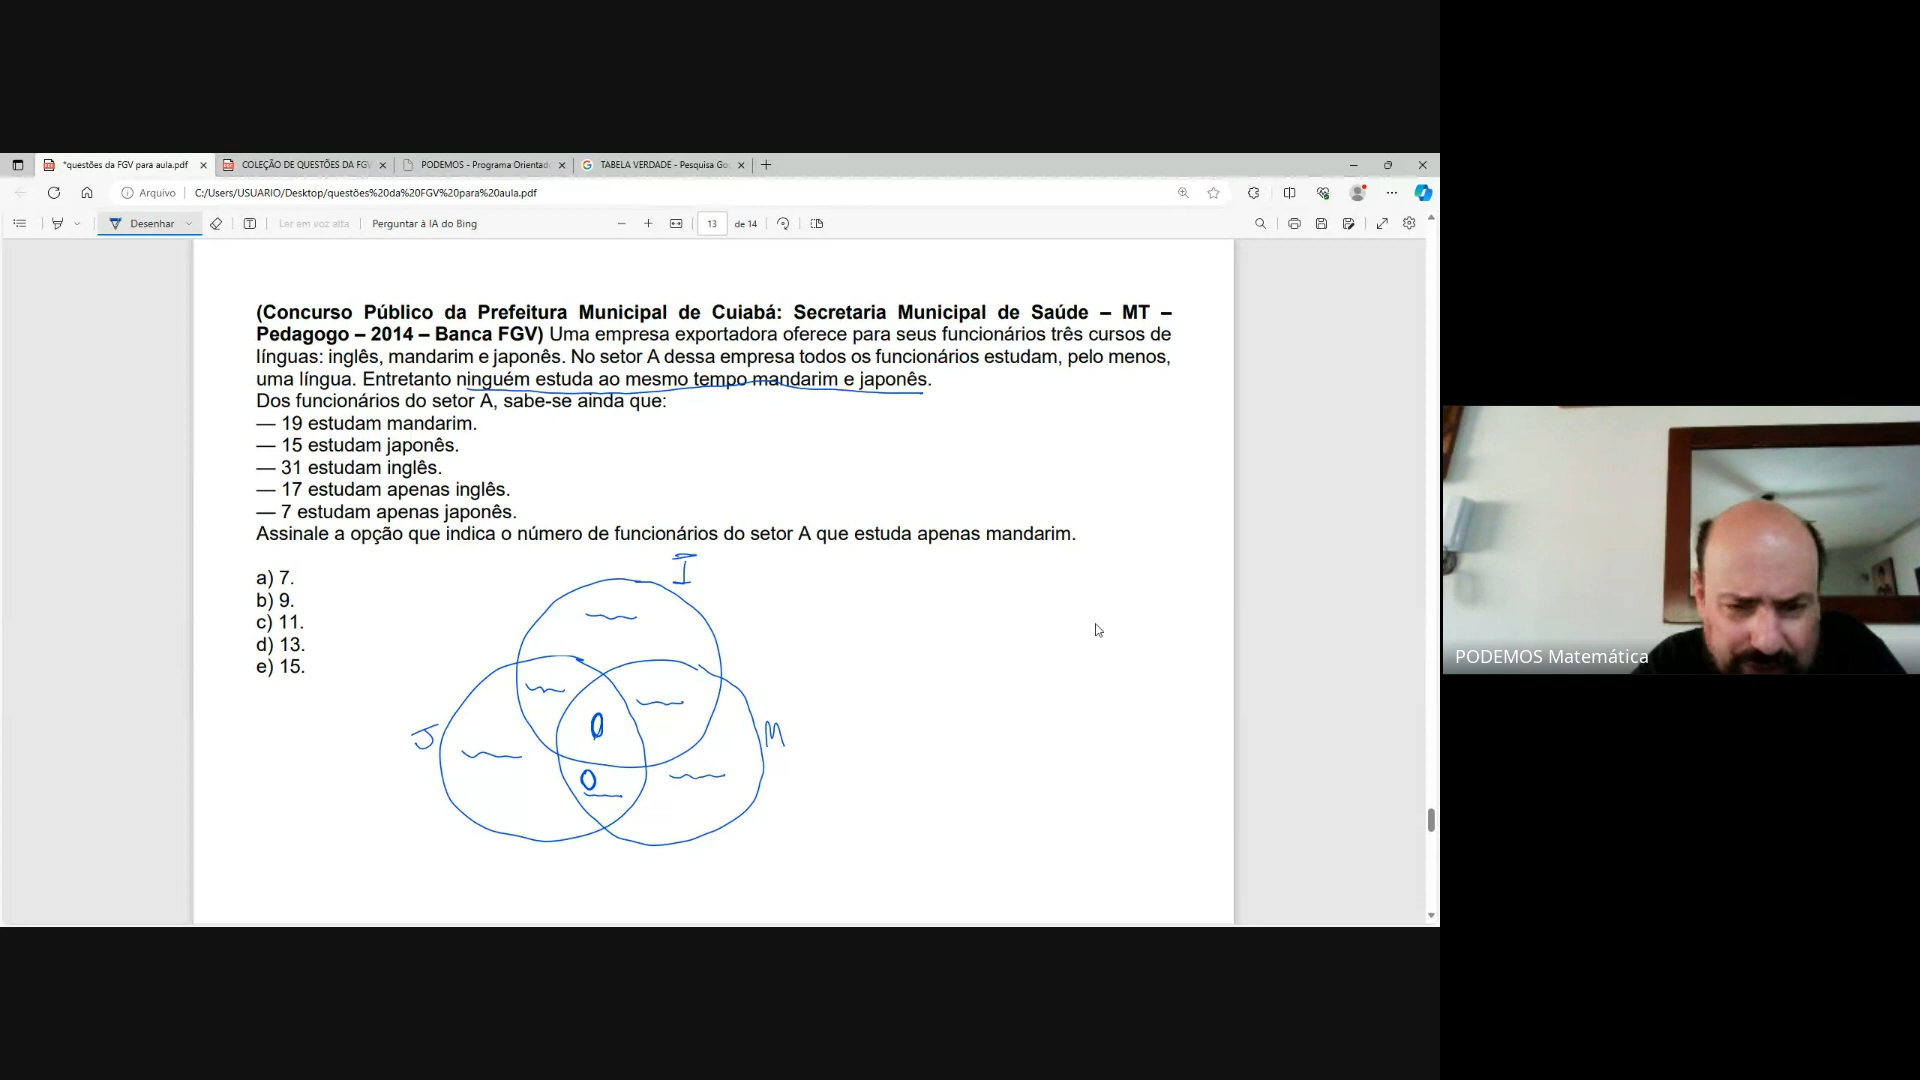 *questões da FGV para aula.pdf
COLEÇÃO DE QUESTÕES DA FG
PODEMOS - Programa Orientad
TABELA VERDADE - Pesquisa Go
Arquivo
C:/Users/USUARIO/Desktop/questões%20da%20FGV%20para%20aula.pdf
Desenhar
Ler em voz alta
Perguntar à IA do Bing
13
de 14
(Concurso Público da Prefeitura Municipal de Cuiabá: Secretaria Municipal de Saúde – MT –
Pedagogo – 2014 – Banca FGV) Uma empresa exportadora oferece para seus funcionários três cursos de
línguas: inglês, mandarim e japonês. No setor A dessa empresa todos os funcionários estudam, pelo menos,
uma língua. Entretanto ninguém estuda ao mesmo tempo mandarim e japonês.
Dos funcionários do setor A, sabe-se ainda que:
— 19 estudam mandarim.
— 15 estudam japonês.
— 31 estudam inglês.
— 17 estudam apenas inglês.
— 7 estudam apenas japonês.
Assinale a opção que indica o número de funcionários do setor A que estuda apenas mandarim.
a) 7.
b) 9.
c) 11.
d) 13.
e) 15.
I
J
M
0
0
PODEMOS Matemática